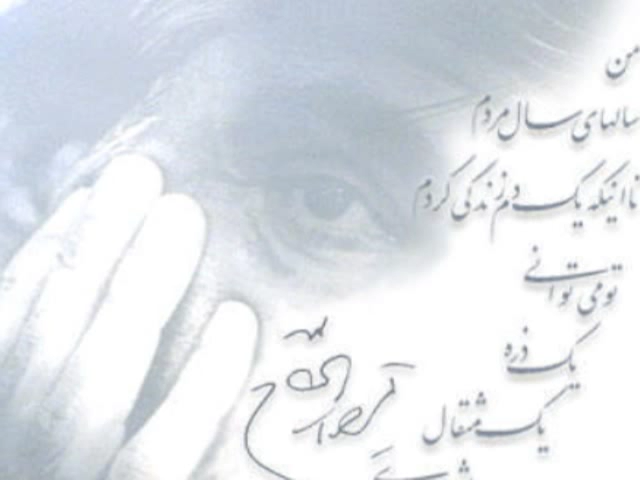 من
سالهای سال مردم
تا اینکه یک دم زندگی کردم
تو می توانی
یک ذره
یک مثقال